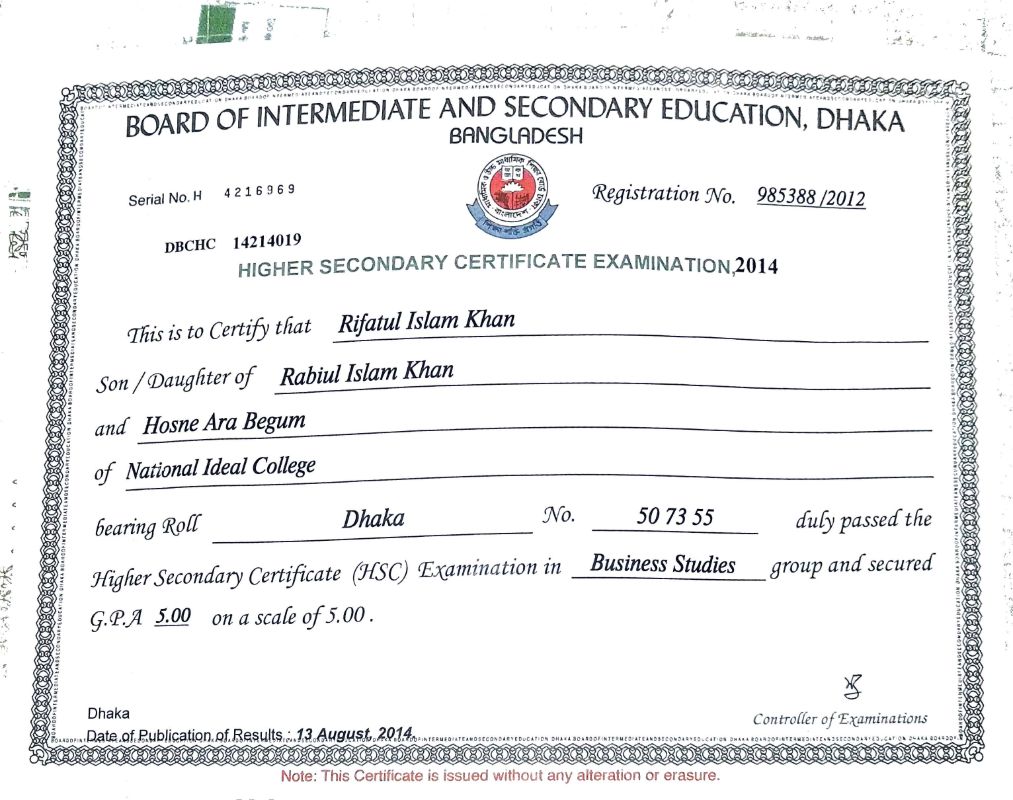 BOARD OF INTERMEDIATE AND SECONDARY EDUCATION, DHAKA
BANGLADESH
Serial No. H 4216969
Registration No. 985388 /2012
DBCHC 14214019
HIGHER SECONDARY CERTIFICATE EXAMINATION,2014
This is to Certify that Rifatul Islam Khan
Son / Daughter of Rabiul Islam Khan
and Hosne Ara Begum
of National Ideal College
bearing Roll Dhaka No. 50 73 55 duly passed the
Higher Secondary Certificate (HSC) Examination in Business Studies group and secured
G.P.A 5.00 on a scale of 5.00 .
Controller of Examinations
Dhaka
Date of Publication of Results : 13 August, 2014
Note: This Certificate is issued without any alteration or erasure.